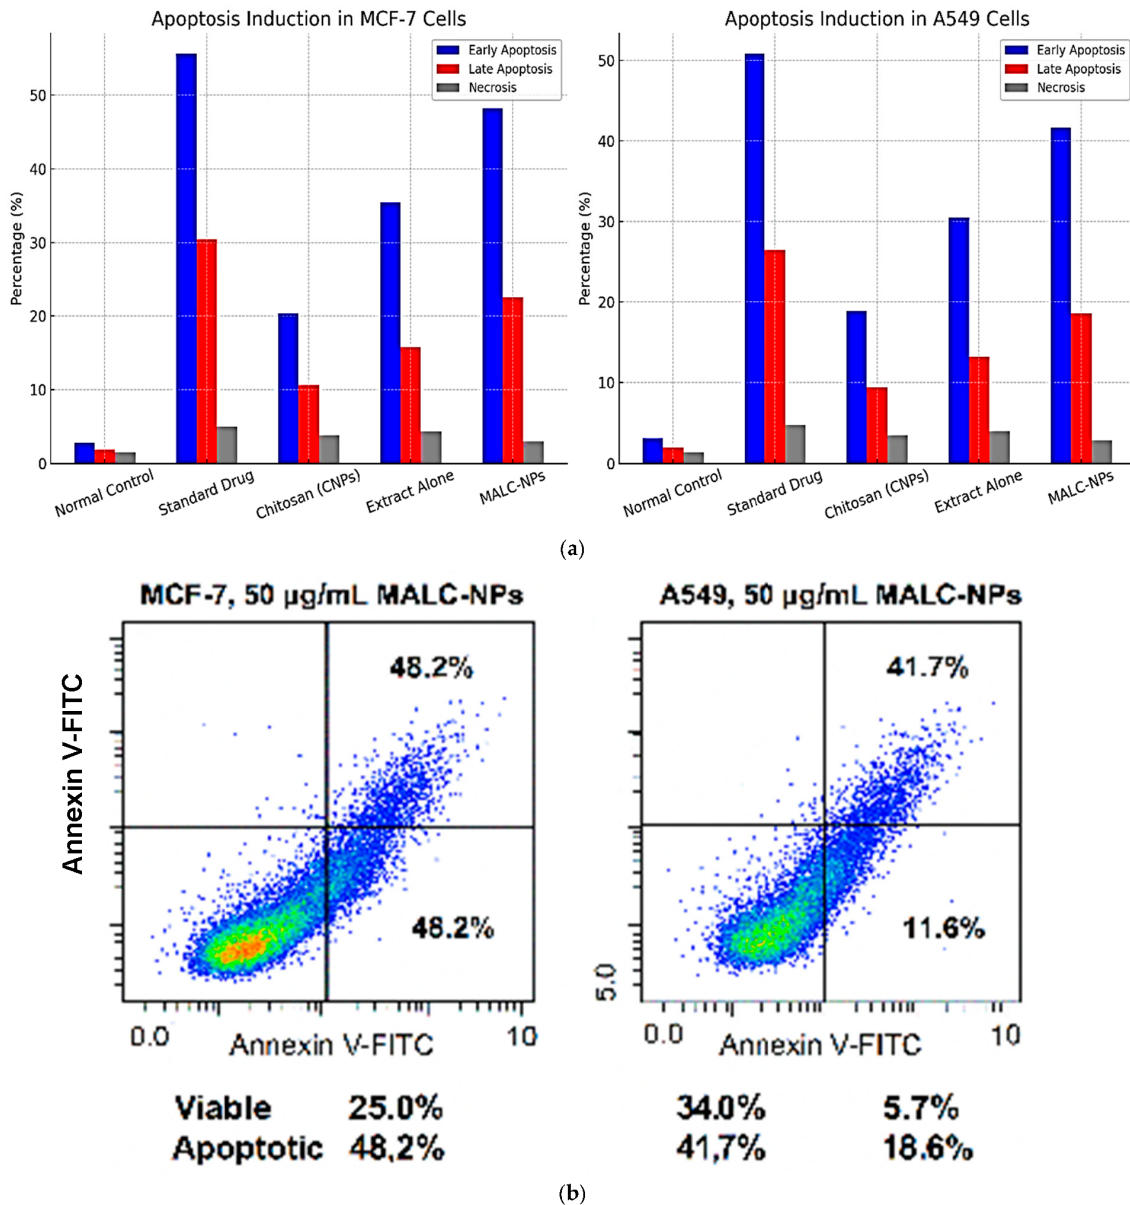 Apoptosis Induction in MCF-7 Cells
Early Apoptosis
Late Apoptosis
Necrosis
Percentage (%)
50
40
30
20
10
0
Normal Control
Standard Drug
Chitosan (CNPs)
Extract Alone
MALC-NPs
Apoptosis Induction in A549 Cells
Early Apoptosis
Late Apoptosis
Necrosis
Percentage (%)
50
40
30
20
10
0
Normal Control
Standard Drug
Chitosan (CNPs)
Extract Alone
MALC-NPs
(a)
MCF-7, 50 µg/mL MALC-NPs
Annexin V-FITC
48.2%
48.2%
0.0
10
Annexin V-FITC
A549, 50 µg/mL MALC-NPs
41.7%
11.6%
5.0
0.0
10
Annexin V-FITC
Viable 25.0% 34.0% 5.7%
Apoptotic 48,2% 41,7% 18.6%
(b)